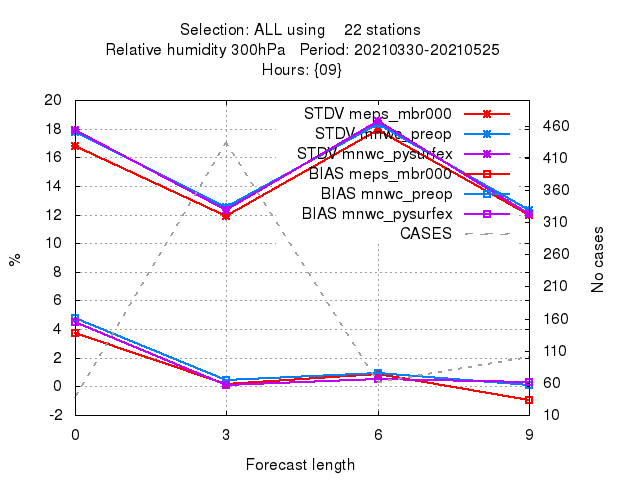 Selection: ALL using 22 stations
Relative humidity 300hPa Period: 20210330-20210525
Hours: {09}
20
18
16
14
12
10
8
6
4
2
0
-2
%
STDV meps_mbr000
STDV mnwc_preop
STDV mnwc_pysurfex
BIAS meps_mbr000
BIAS mnwc_preop
BIAS mnwc_pysurfex
CASES
460
410
360
310
260
210
160
110
60
10
No cases
0 3 6 9
Forecast length